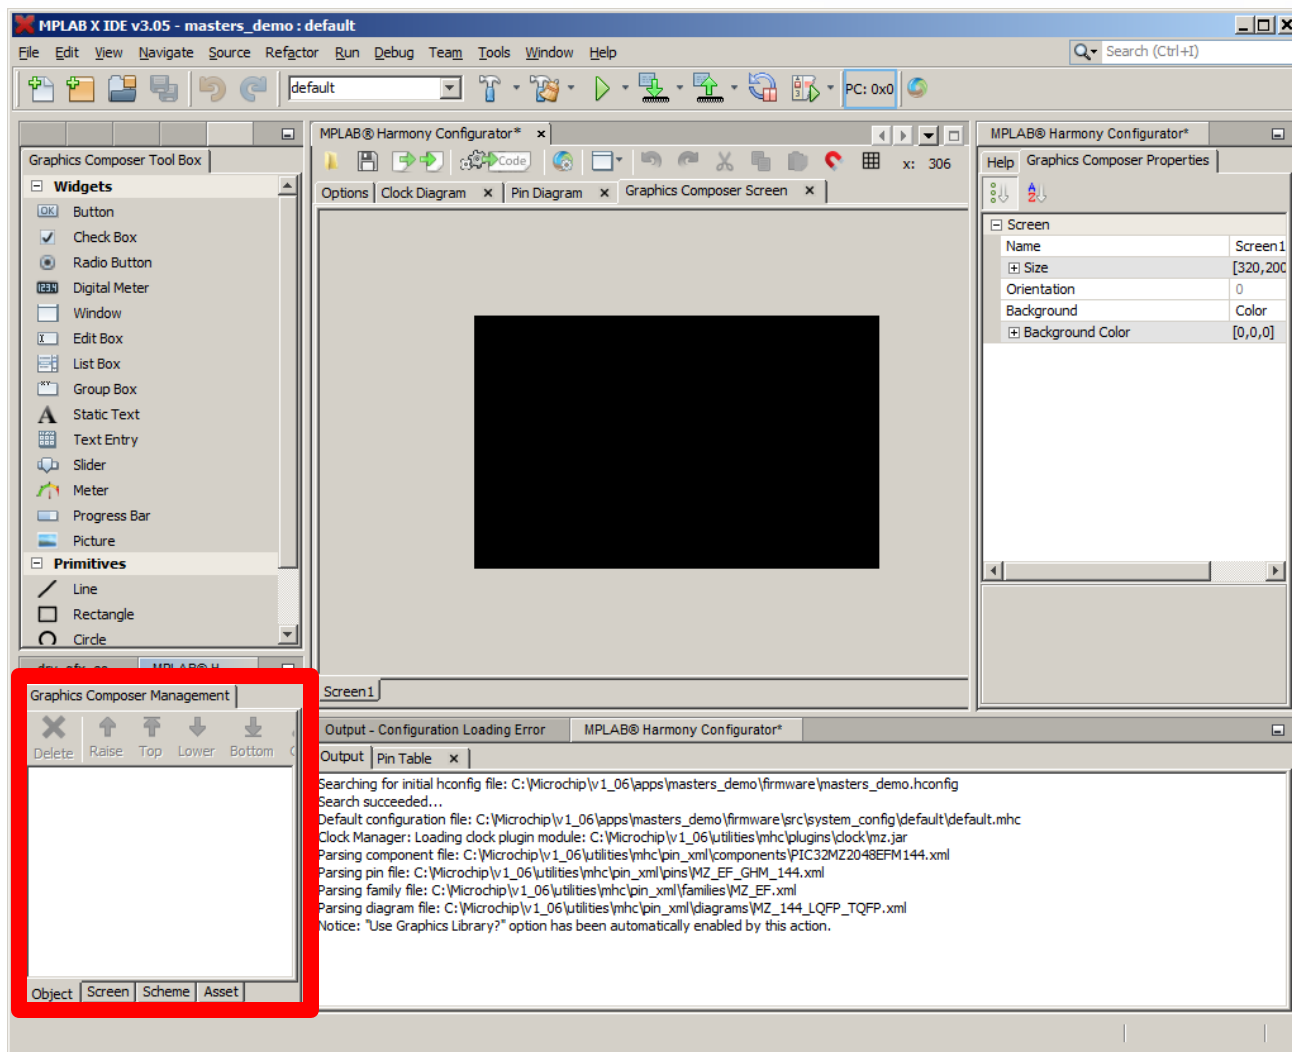 MPLAB X IDE v3.05 - masters_demo : default
File Edit View Navigate Source Refactor Run Debug Team Tools Window Help
Search (Ctrl+I)
default
PC: 0x0
Graphics Composer Tool Box
Widgets
Button
Check Box
Radio Button
Digital Meter
Window
Edit Box
List Box
Group Box
Static Text
Text Entry
Slider
Meter
Progress Bar
Picture
Primitives
Line
Rectangle
Circle
MPLAB® Harmony Configurator*
Code
x: 306
Options Clock Diagram Pin Diagram Graphics Composer Screen
Screen1
MPLAB® Harmony Configurator*
Help Graphics Composer Properties
Screen
Name Screen1
Size [320,200
Orientation 0
Background Color
Background Color [0,0,0]
Graphics Composer Management
Delete Raise Top Lower Bottom
Object Screen Scheme Asset
Output - Configuration Loading Error MPLAB® Harmony Configurator*
Output Pin Table
Searching for initial hconfig file: C:\Microchip\v1_06\apps\masters_demo\firmware\masters_demo.hconfig
Search succeeded...
Default configuration file: C:\Microchip\v1_06\apps\masters_demo\firmware\src\system_config\default\default.mhc
Clock Manager: Loading clock plugin module: C:\Microchip\v1_06\utilities\mhc\plugins\clock\mz.jar
Parsing component file: C:\Microchip\v1_06\utilities\mhc\pin_xml\components\PIC32MZ2048EFM144.xml
Parsing pin file: C:\Microchip\v1_06\utilities\mhc\pin_xml\pins\MZ_EF_GHM_144.xml
Parsing family file: C:\Microchip\v1_06\utilities\mhc\pin_xml\families\MZ_EF.xml
Parsing diagram file: C:\Microchip\v1_06\utilities\mhc\pin_xml\diagrams\MZ_144_LQFP_TQFP.xml
Notice: "Use Graphics Library?" option has been automatically enabled by this action.